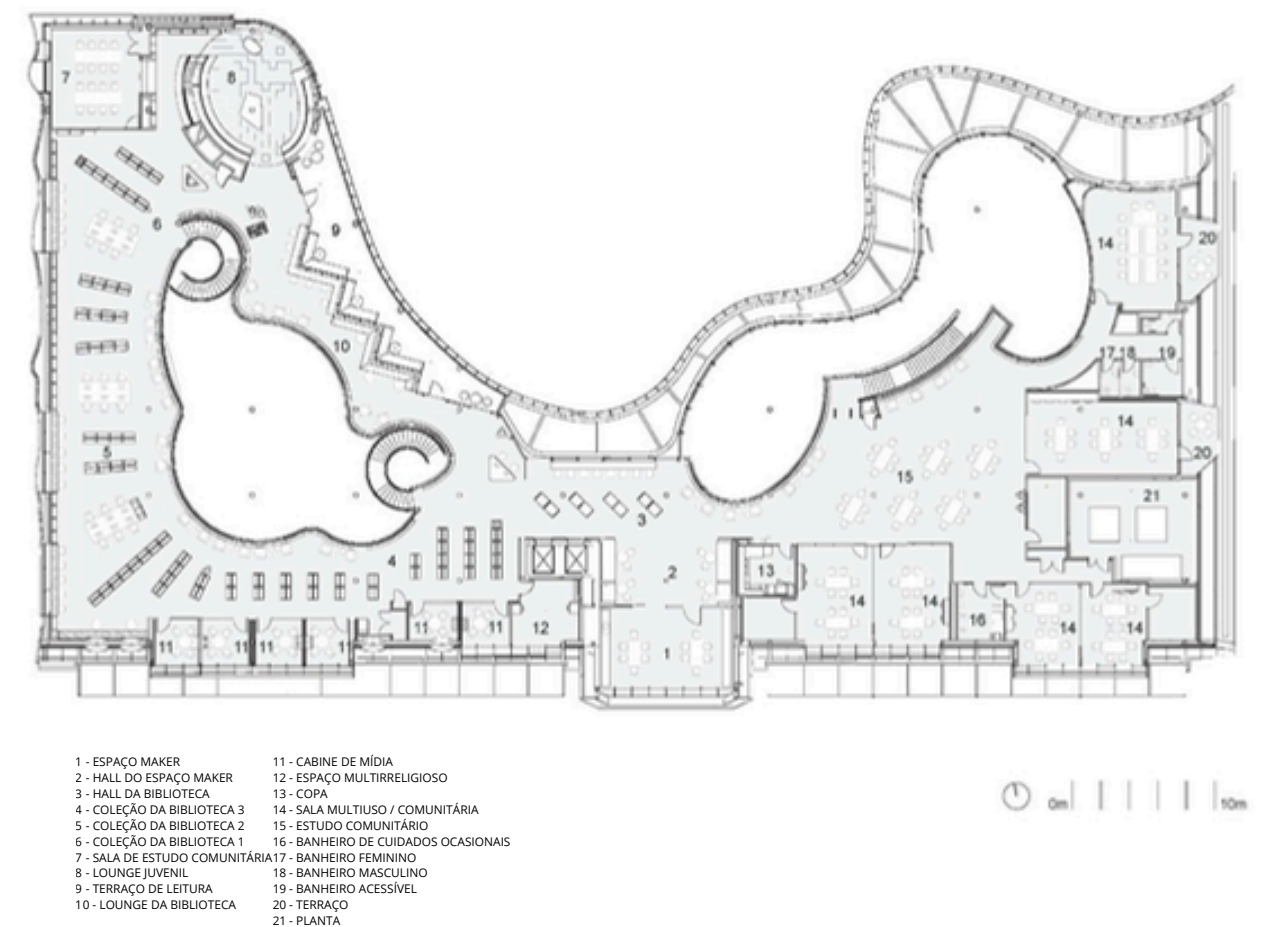 7
8
6
9
14
20
10
17 18 19
14
5
20
15
21
3
4
2
13
14
14
16
14
14
11
11
12
11
11
11
11
1
1 - ESPAÇO MAKER
2 - HALL DO ESPAÇO MAKER
3 - HALL DA BIBLIOTECA
4 - COLEÇÃO DA BIBLIOTECA 3
5 - COLEÇÃO DA BIBLIOTECA 2
6 - COLEÇÃO DA BIBLIOTECA 1
7 - SALA DE ESTUDO COMUNITÁRIA
8 - LOUNGE JUVENIL
9 - TERRAÇO DE LEITURA
10 - LOUNGE DA BIBLIOTECA
11 - CABINE DE MÍDIA
12 - ESPAÇO MULTIRRELIGIOSO
13 - COPA
14 - SALA MULTIUSO / COMUNITÁRIA
15 - ESTUDO COMUNITÁRIO
16 - BANHEIRO DE CUIDADOS OCASIONAIS
17 - BANHEIRO FEMININO
18 - BANHEIRO MASCULINO
19 - BANHEIRO ACESSÍVEL
20 - TERRAÇO
21 - PLANTA
0m 10m